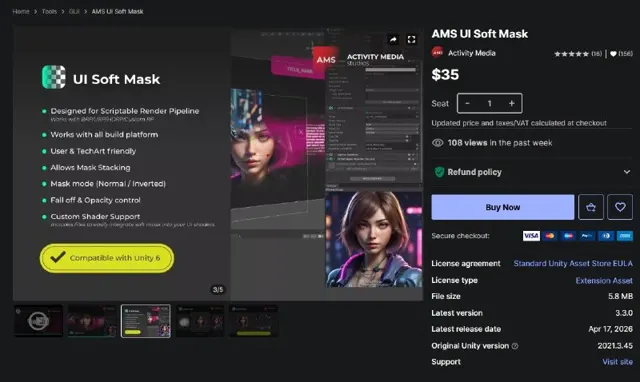 Home > Tools > GUI > AMS UI Soft Mask
AMS
ACTIVITY MEDIA
studios
UI Soft Mask
Designed for Scriptable Render Pipeline
Works with all build platform
User & TechArt friendly
Allows Mask Stacking
Mask mode (Normal / Inverted)
Fall off & Opacity control
Custom Shader Support
Compatible with Unity 6
3/5
AMS UI Soft Mask
AMS
Activity Media
(18) | (156)
$35
Seat
- 1 +
Updated price and taxes/VAT calculated at checkout
108 views in the past week
Refund policy
Buy Now
Secure checkout:
VISA
License agreement Standard Unity Asset Store EULA
License type Extension Asset
File size 5.8 MB
Latest version 3.3.0
Latest release date Apr 17, 2026
Original Unity version 2021.3.45
Support Visit site